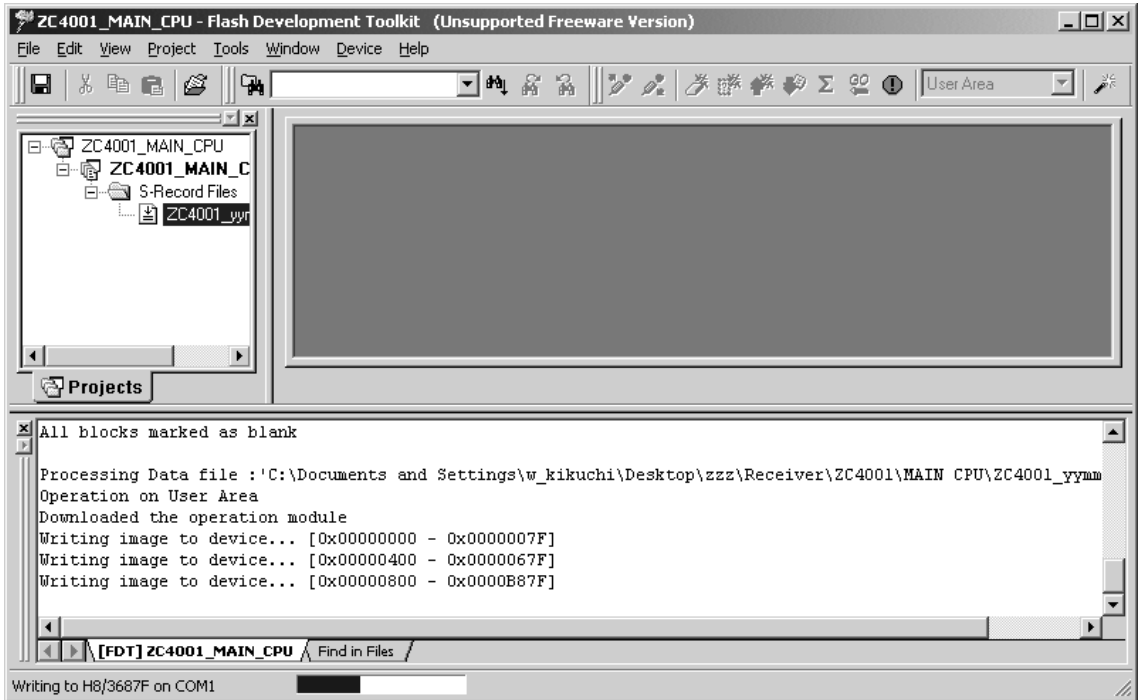 ZC4001_MAIN_CPU - Flash Development Toolkit (Unsupported Freeware Version)
File Edit View Project Tools Window Device Help
User Area
ZC4001_MAIN_CPU
ZC4001_MAIN_C
S-Record Files
ZC4001_yyr
Projects
All blocks marked as blank
Processing Data file :'C:\Documents and Settings\w_kikuchi\Desktop\zzz\Receiver\ZC4001\MAIN CPU\ZC4001_yymm
Operation on User Area
Downloaded the operation module
Writing image to device... [0x00000000 - 0x0000007F]
Writing image to device... [0x00000400 - 0x0000067F]
Writing image to device... [0x00000800 - 0x0000B87F]
[FDT] ZC4001_MAIN_CPU Find in Files
Writing to H8/3687F on COM1